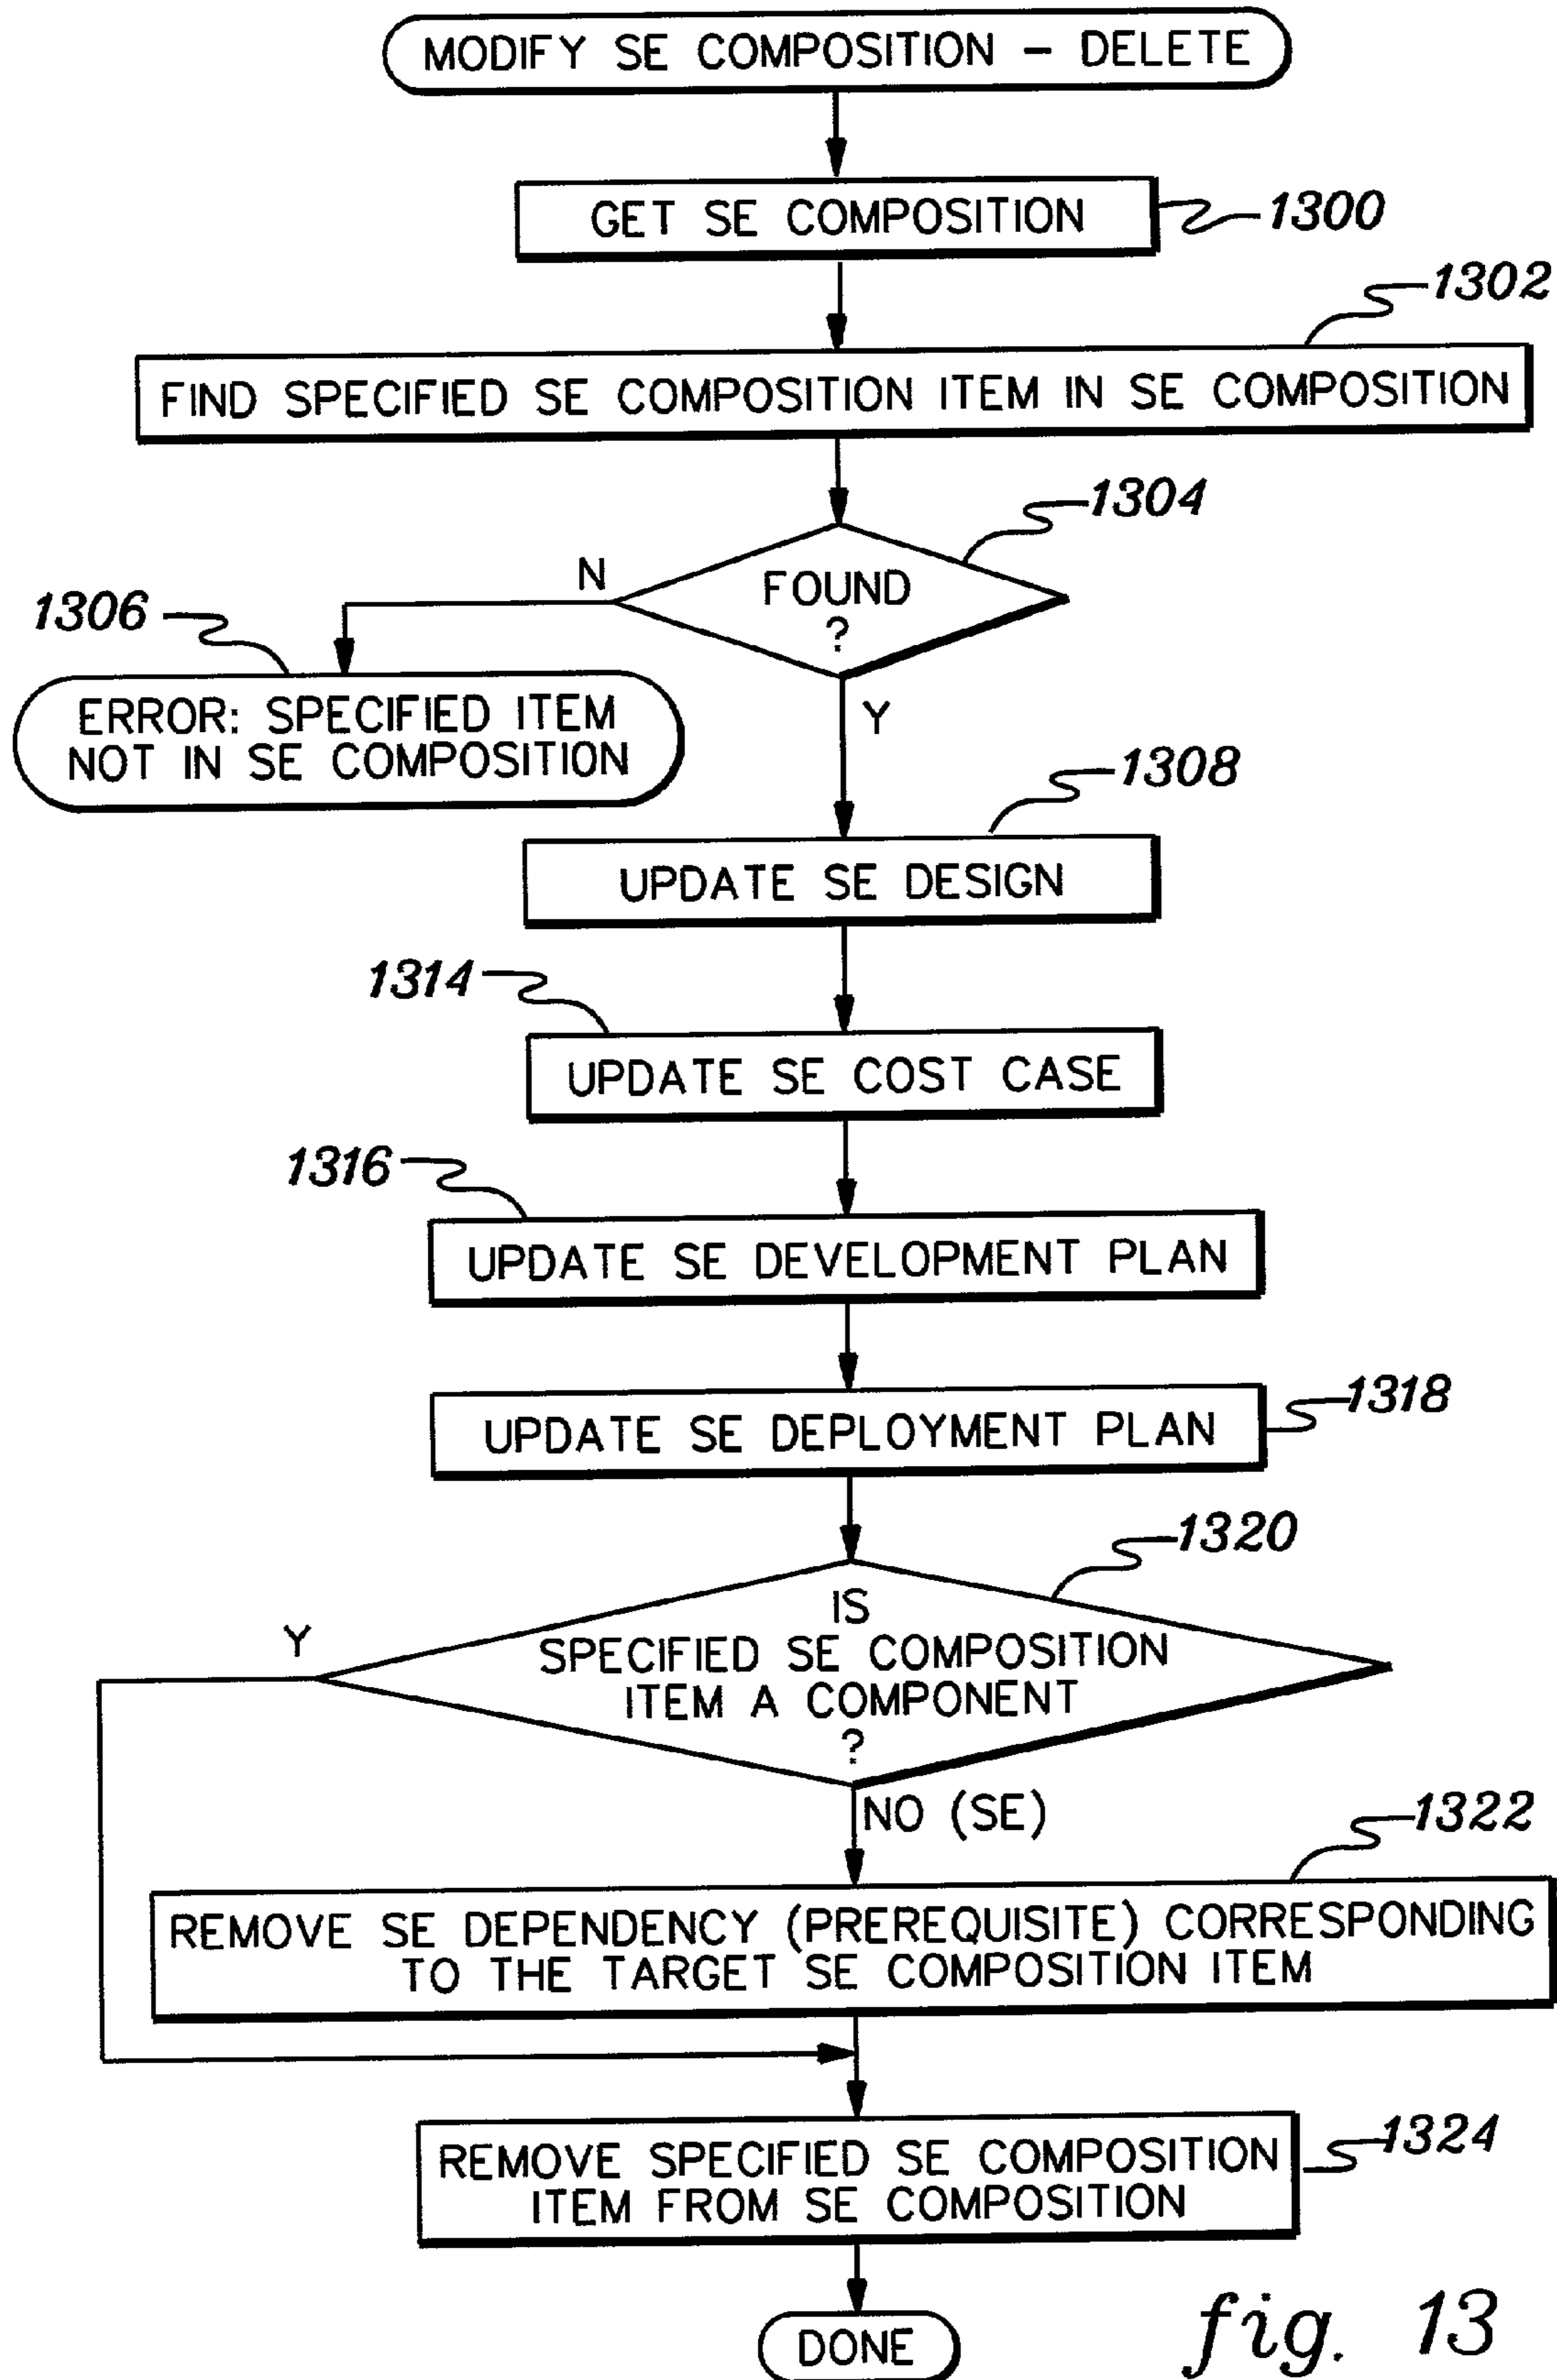 MODIFY SE COMPOSITION - DELETE
GET SE COMPOSITION
1300
1302
FIND SPECIFIED SE COMPOSITION ITEM IN SE COMPOSITION
1304
N
FOUND
?
1306
ERROR: SPECIFIED ITEM
NOT IN SE COMPOSITION
Y
1308
UPDATE SE DESIGN
1314
UPDATE SE COST CASE
1316
UPDATE SE DEVELOPMENT PLAN
1318
UPDATE SE DEPLOYMENT PLAN
1320
Y
IS
SPECIFIED SE COMPOSITION
ITEM A COMPONENT
?
NO (SE)
1322
REMOVE SE DEPENDENCY (PREREQUISITE) CORRESPONDING
TO THE TARGET SE COMPOSITION ITEM
1324
REMOVE SPECIFIED SE COMPOSITION
ITEM FROM SE COMPOSITION
DONE
fig. 13